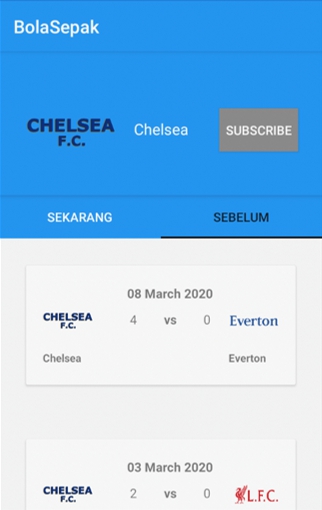 BolaSepak
CHELSEA
F.C.
Chelsea
SUBSCRIBE
SEKARANG
SEBELUM
08 March 2020
CHELSEA
F.C.
4 vs 0
Everton
Chelsea
Everton
03 March 2020
CHELSEA
F.C.
2 vs 0
L.F.C.